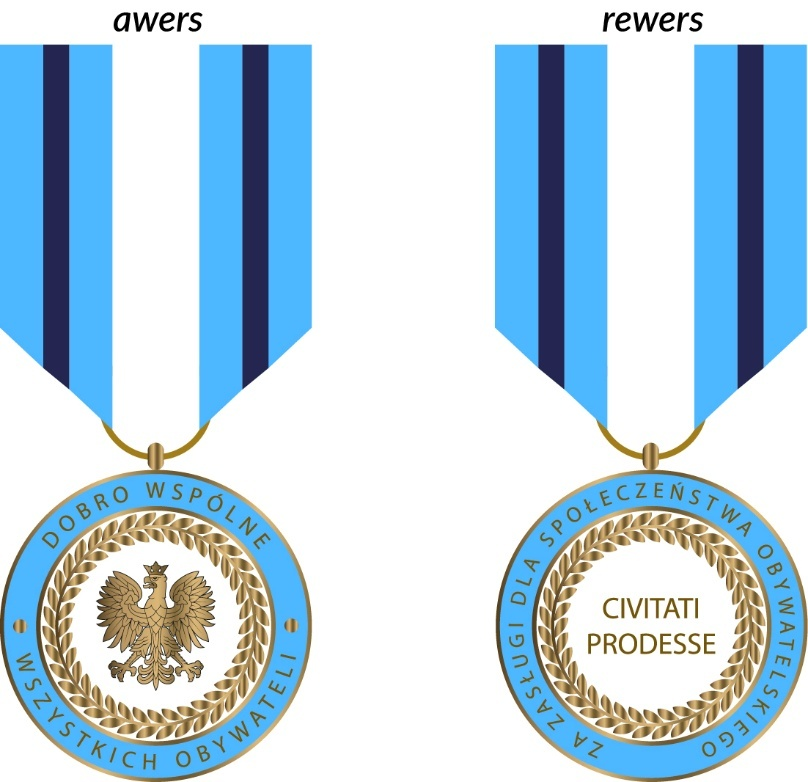 awers
rewers
DOBRO WSPÓLNE
WSZYSTKICH OBYWATELI
ZA ZASŁUGI DLA SPOŁECZEŃSTWA OBYWATELSKIEGO
CIVITATI
PRODESSE